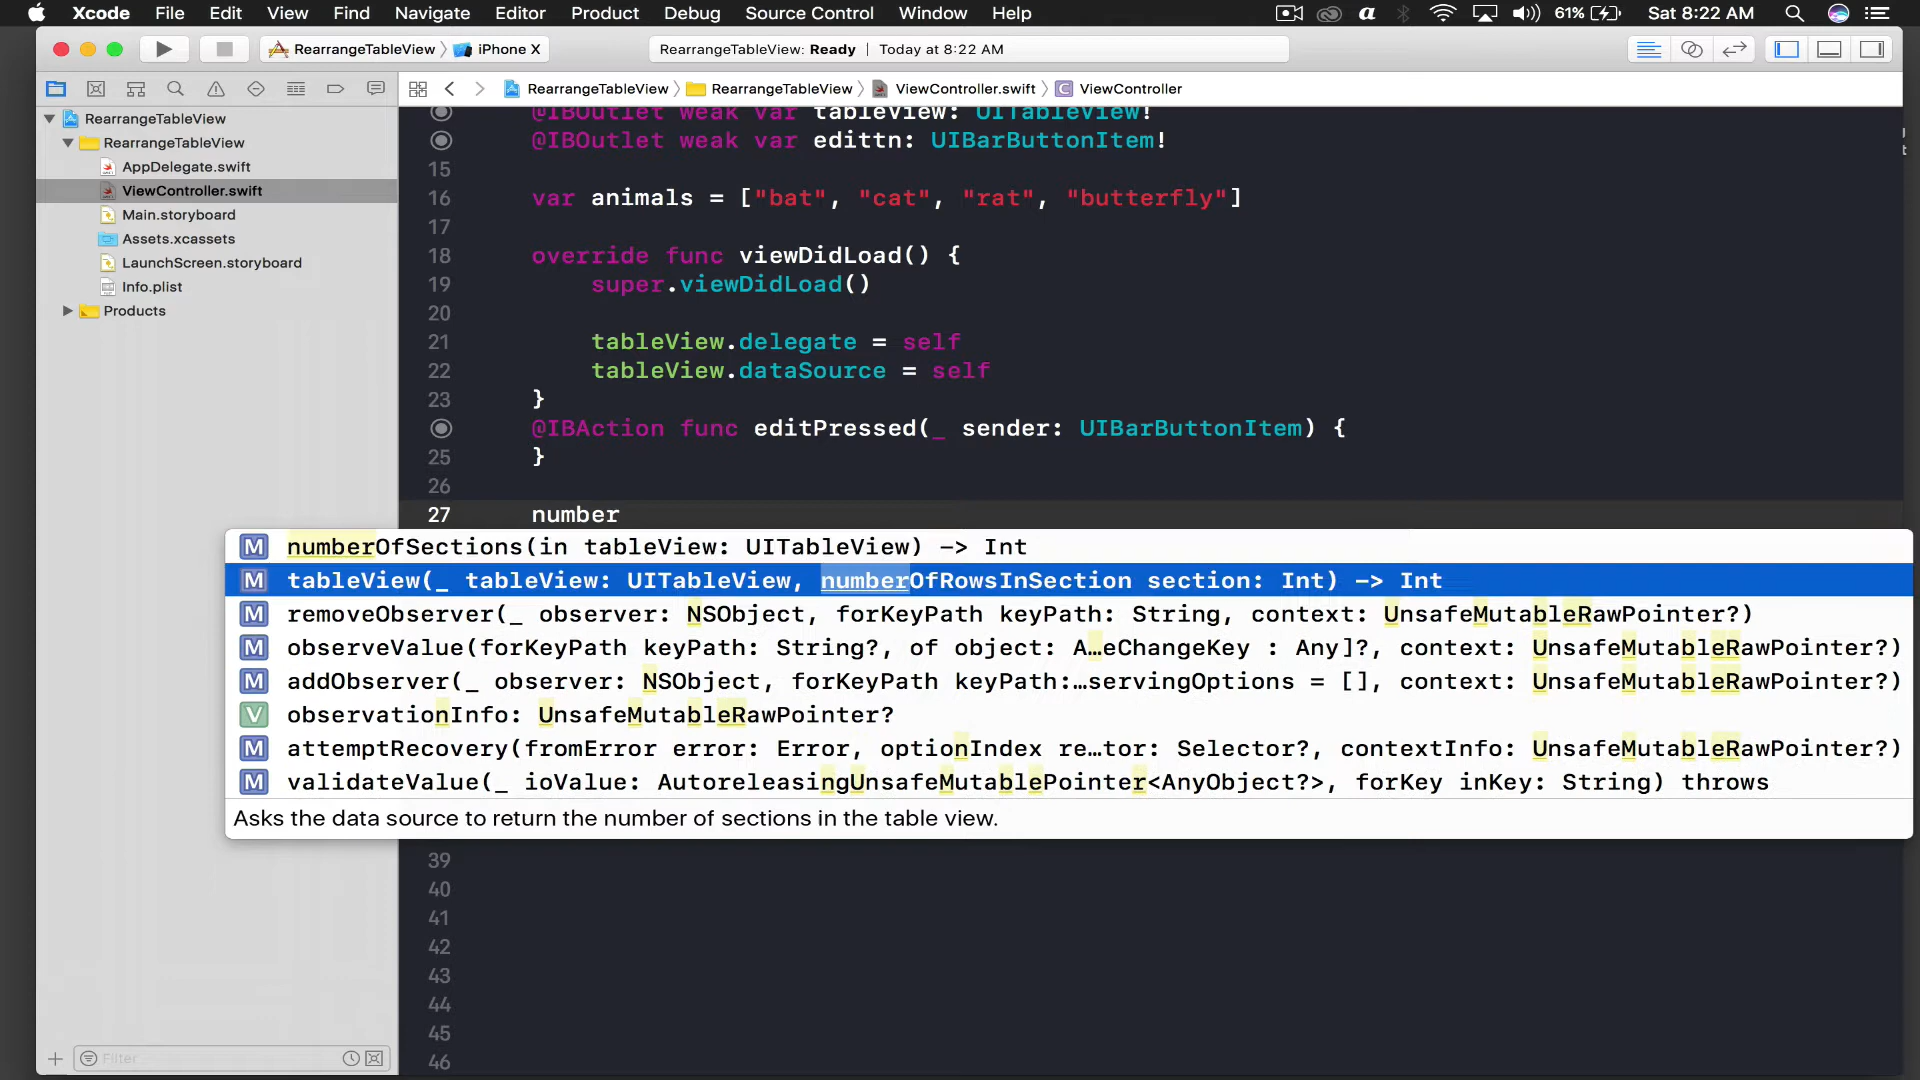 Xcode File Edit View Find Navigate Editor Product Debug Source Control Window Help 61% Sat 8:22 AM
RearrangeTableView iPhone X RearrangeTableView: Ready | Today at 8:22 AM
RearrangeTableView RearrangeTableView ViewController.swift ViewController
RearrangeTableView
RearrangeTableView
AppDelegate.swift
ViewController.swift
Main.storyboard
Assets.xcassets
LaunchScreen.storyboard
Info.plist
Products
@IBOutlet weak var tableView: UITableView!
@IBOutlet weak var edittn: UIBarButtonItem!
15
16 var animals = ["bat", "cat", "rat", "butterfly"]
17
18 override func viewDidLoad() {
19 super.viewDidLoad()
20
21 tableView.delegate = self
22 tableView.dataSource = self
23 }
@IBAction func editPressed(_ sender: UIBarButtonItem) {
25 }
26
27 number
M numberOfSections(in tableView: UITableView) -> Int
M tableView(_ tableView: UITableView, numberOfRowsInSection section: Int) -> Int
M removeObserver(_ observer: NSObject, forKeyPath keyPath: String, context: UnsafeMutableRawPointer?)
M observeValue(forKeyPath keyPath: String?, of object: A…eChangeKey : Any]?, context: UnsafeMutableRawPointer?)
M addObserver(_ observer: NSObject, forKeyPath keyPath:…servingOptions = [], context: UnsafeMutableRawPointer?)
V observationInfo: UnsafeMutableRawPointer?
M attemptRecovery(fromError error: Error, optionIndex re…tor: Selector?, contextInfo: UnsafeMutableRawPointer?)
M validateValue(_ ioValue: AutoreleasingUnsafeMutablePointer<AnyObject?>, forKey inKey: String) throws
Asks the data source to return the number of sections in the table view.
39
40
41
42
43
44
45
46
Filter